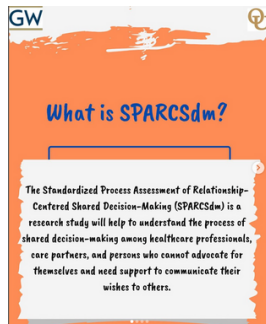 GW
OU
What is SPARCSdm?
The Standardized Process Assessment of Relationship-
Centered Shared Decision-Making (SPARCSdm) is a
research study will help to understand the process of
shared decision-making among healthcare professionals,
care partners, and persons who cannot advocate for
themselves and need support to communicate their
wishes to others.